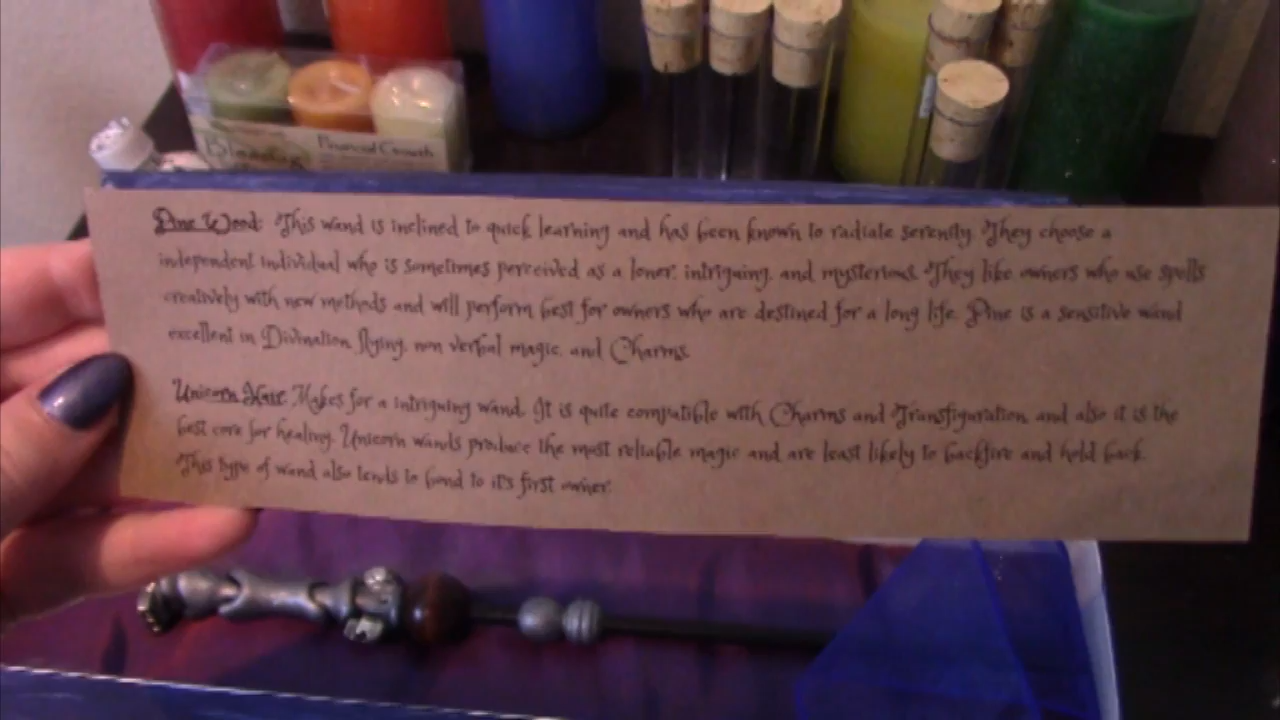 Blessing
Financial Growth
Pine Wood: This wand is inclined to quick learning and has been known to radiate serenity. They choose a
independent individual who is sometimes perceived as a loner, intriguing, and mysterious. They like owners who use spells
creatively with new methods and will perform best for owners who are destined for a long life. Pine is a sensitive wand
excellent in Divination, flying, non verbal magic, and Charms.
Unicorn Hair: Makes for a intriguing wand. It is quite compatible with Charms and Transfiguration, and also it is the
best core for healing. Unicorn wands produce the most reliable magic and are least likely to backfire and hold back.
This type of wand also tends to bond to it's first owner.